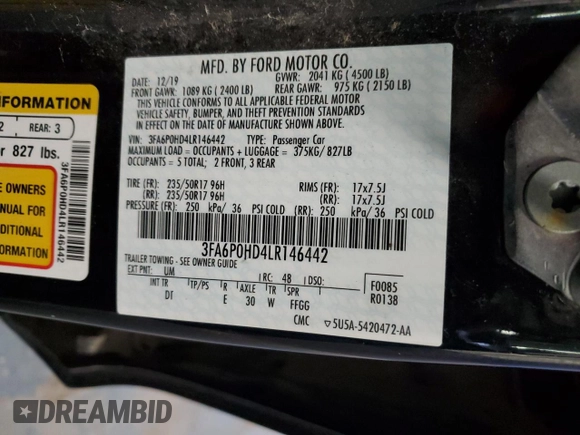 MFD. BY FORD MOTOR CO.
DATE: 12/19
GVWR: 2041 KG ( 4500 LB)
FRONT GAWR: 1089 KG ( 2400 LB)
REAR GAWR: 975 KG ( 2150 LB)
THIS VEHICLE CONFORMS TO ALL APPLICABLE FEDERAL MOTOR
VEHICLE SAFETY, BUMPER, AND THEFT PREVENTION STANDARDS
IN EFFECT ON THE DATE OF MANUFACTURE SHOWN ABOVE.
VIN: 3FA6P0HD4LR146442
TYPE: Passenger Car
MAXIMUM LOAD = OCCUPANTS + LUGGAGE = 375KG/ 827LB
OCCUPANTS = 5 TOTAL; 2 FRONT, 3 REAR
TIRE (FR): 235/50R17 96H RIMS (FR): 17x7.5J
(RR): 235/50R17 96H (RR): 17x7.5J
PRESSURE (FR): 250 kPa/ 36 PSI COLD (RR): 250 kPa/ 36 PSI COLD
3FA6P0HD4LR146442
TRAILER TOWING - SEE OWNER GUIDE
EXT PNT: UM RC: 48 DSO:
INT TR TP/PS R AXLE TR SPR
DT E 30 W FFGG
F0085
R0138
CMC ▽5U5A-5420472-AA
FORMATION
2 REAR: 3
r 827 lbs.
E OWNERS
NUAL FOR
DDITIONAL
ORMATION
3FA6P0HD4LR146442
DREAMBID